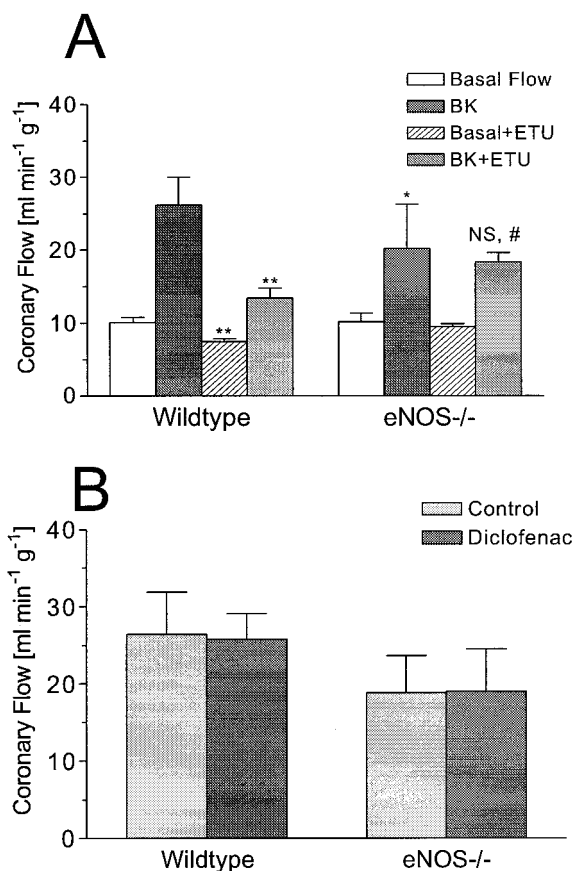 A
Basal Flow
BK
Basal+ETU
BK+ETU
Coronary Flow [ml min⁻¹ g⁻¹]
40
30
20
10
0
**
**
*
NS, #
Wildtype
eNOS-/-
B
Control
Diclofenac
Coronary Flow [ml min⁻¹ g⁻¹]
40
30
20
10
0
Wildtype
eNOS-/-